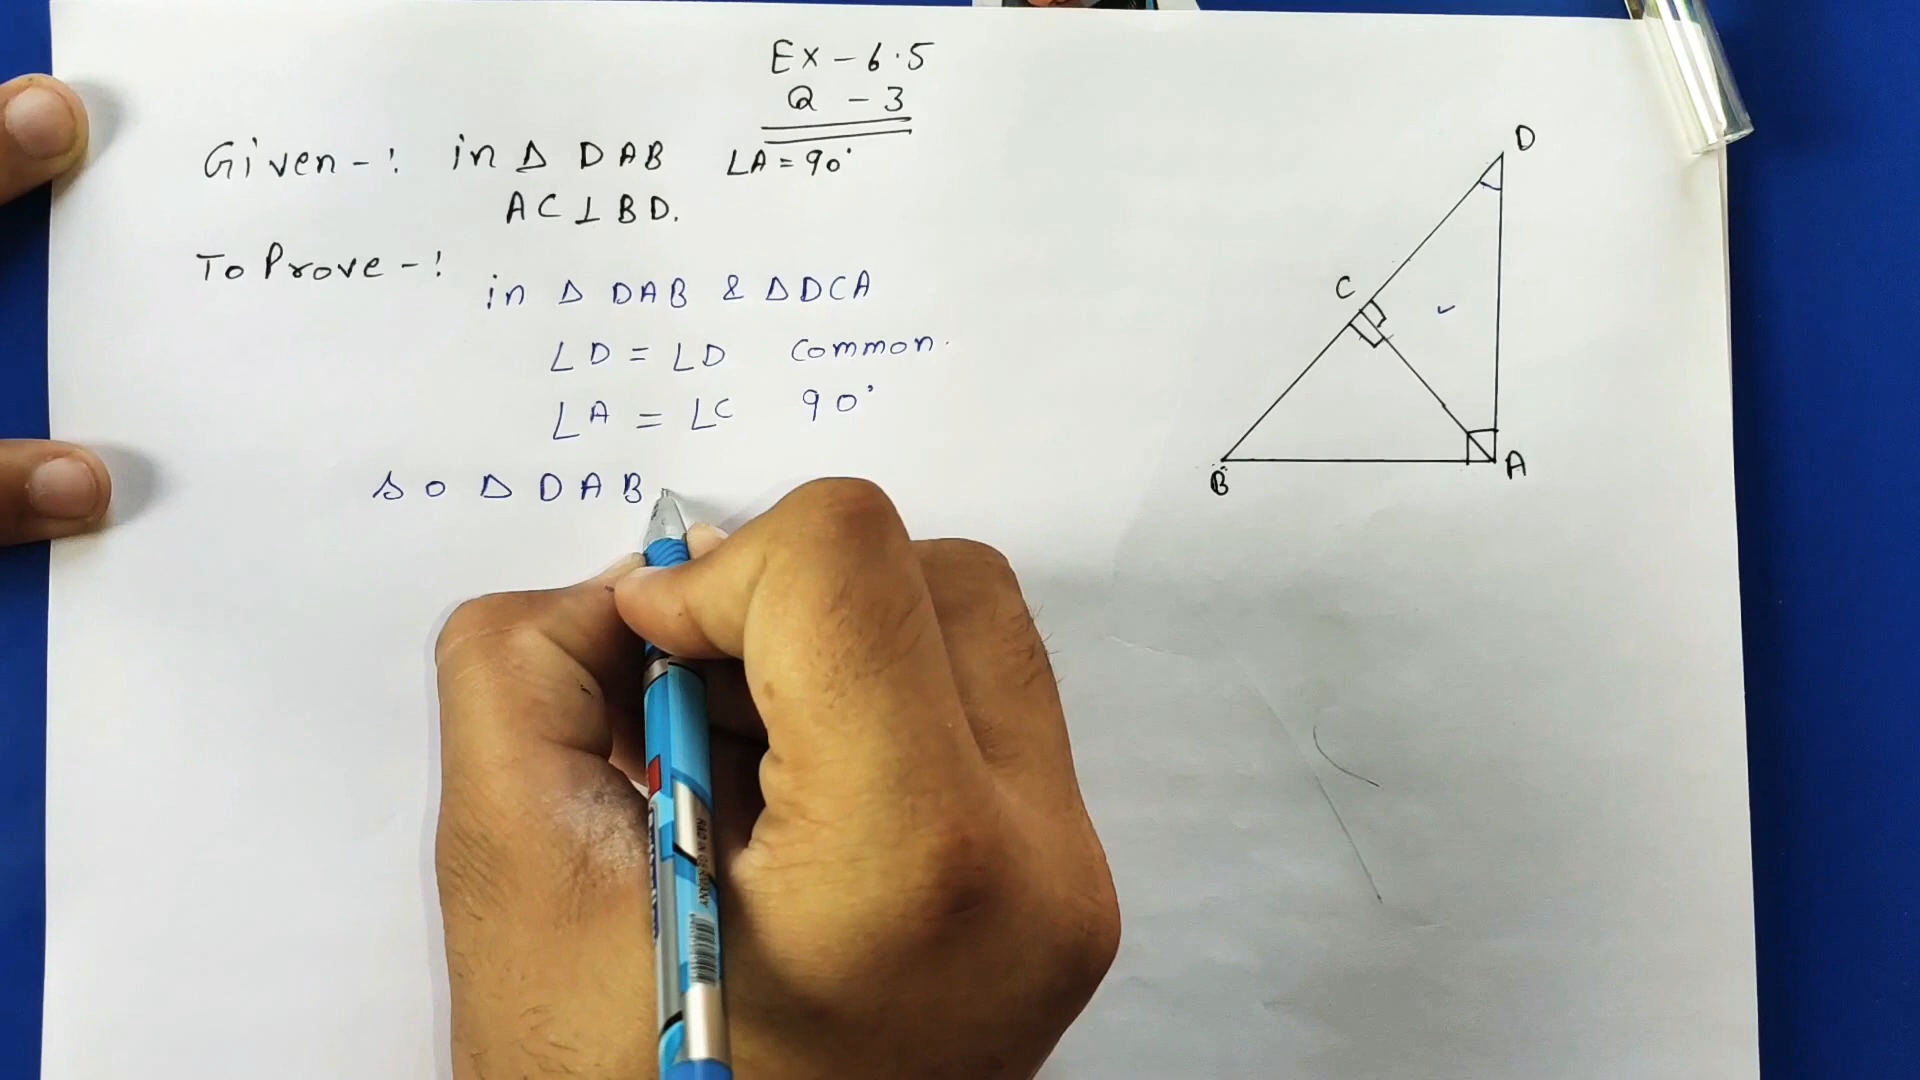 Ex - 6.5
Q - 3
Given -: in Δ DAB ∠A = 90°
AC ⊥ BD.
To Prove -:
in Δ DAB & Δ DCA
∠D = ∠D Common.
∠A = ∠C 90°
so Δ DAB
D
C
B
A